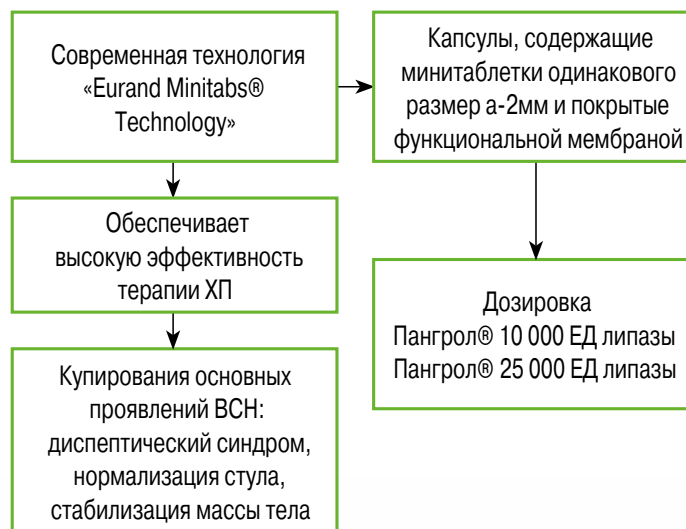 Современная технология
«Eurand Minitabs®
Technology»
Капсулы, содержащие
минитаблетки одинакового
размер а-2мм и покрытые
функциональной мембраной
Обеспечивает
высокую эффективность
терапии ХП
Дозировка
Пангрол® 10 000 ЕД липазы
Пангрол® 25 000 ЕД липазы
Купирования основных
проявлений ВСН:
диспептический синдром,
нормализация стула,
стабилизация массы тела